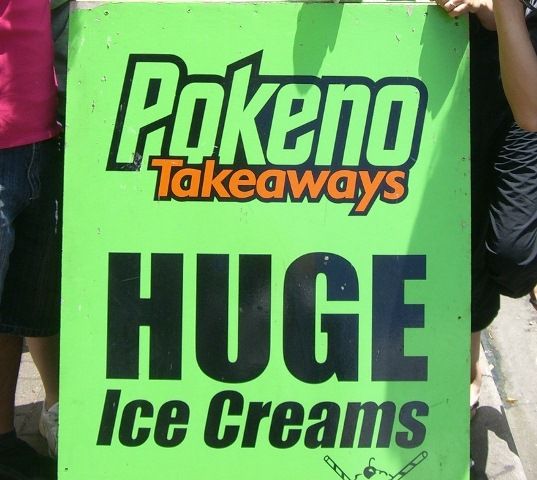 Pokeno
Takeaways
HUGE
Ice Creams